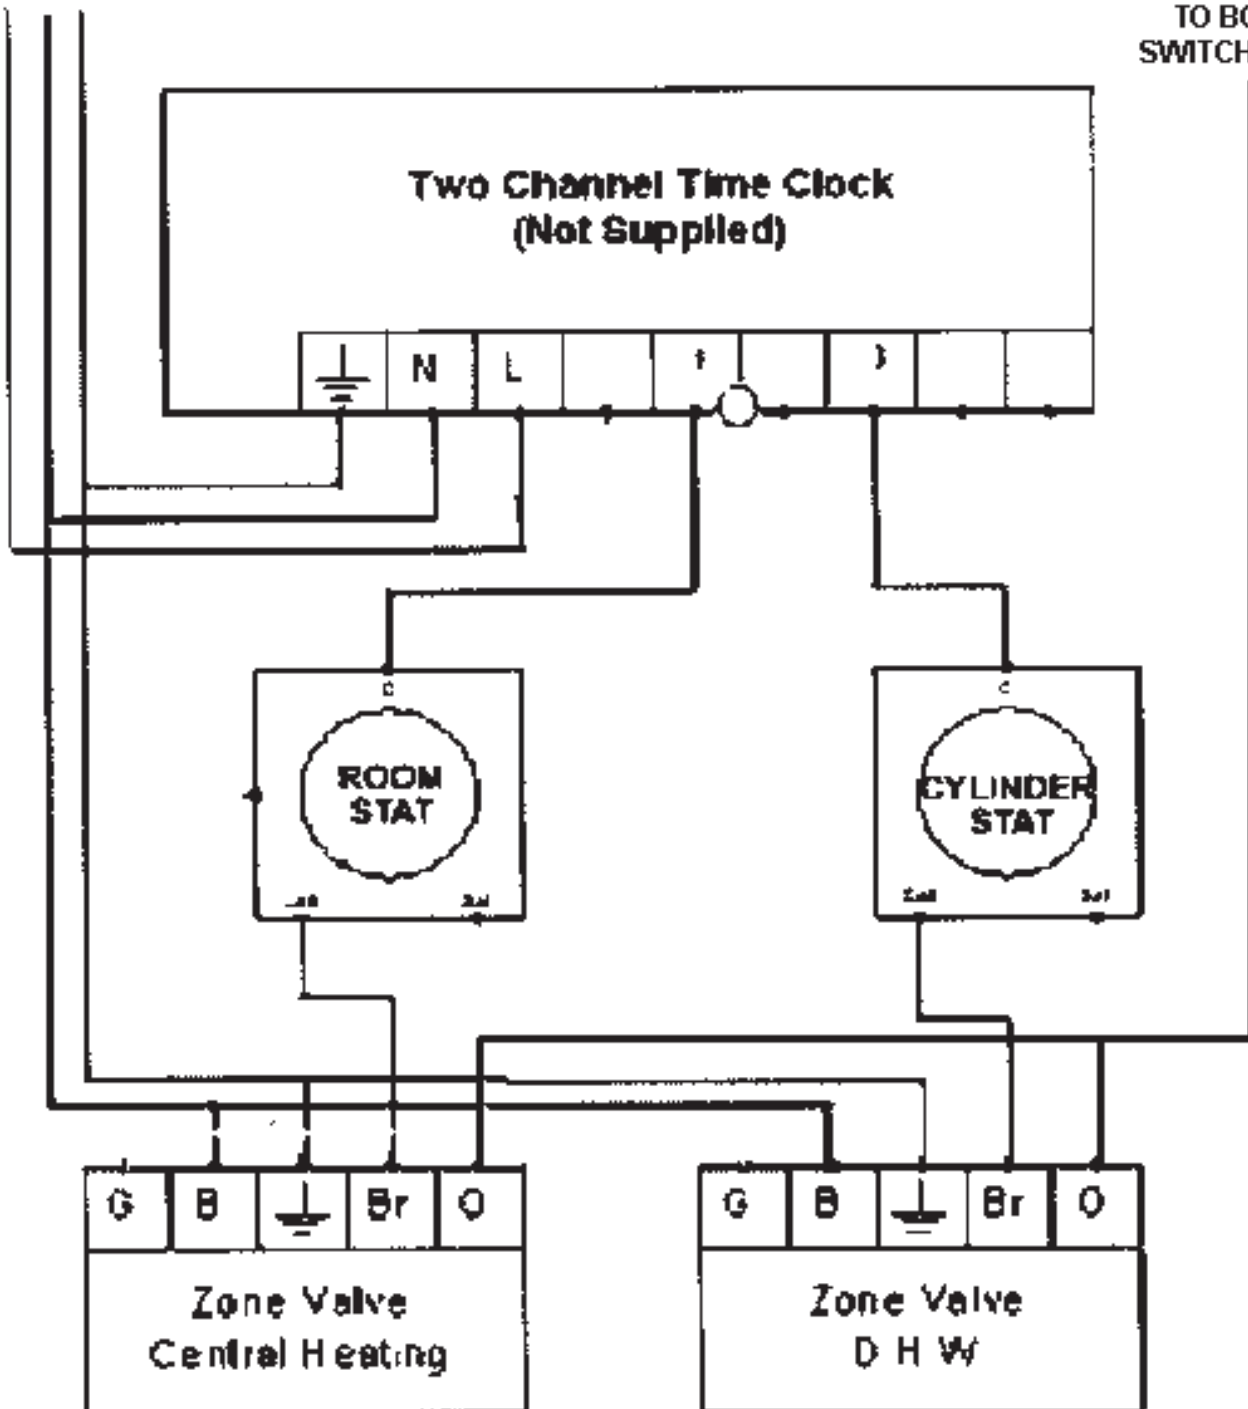 TO BO
SWITCH
Two Channel Time Clock
(Not Supplied)
N L
C
C
ROOM
STAT
CYLINDER
STAT
G B Br O
G B Br O
Zone Valve
Central Heating
Zone Valve
D H W